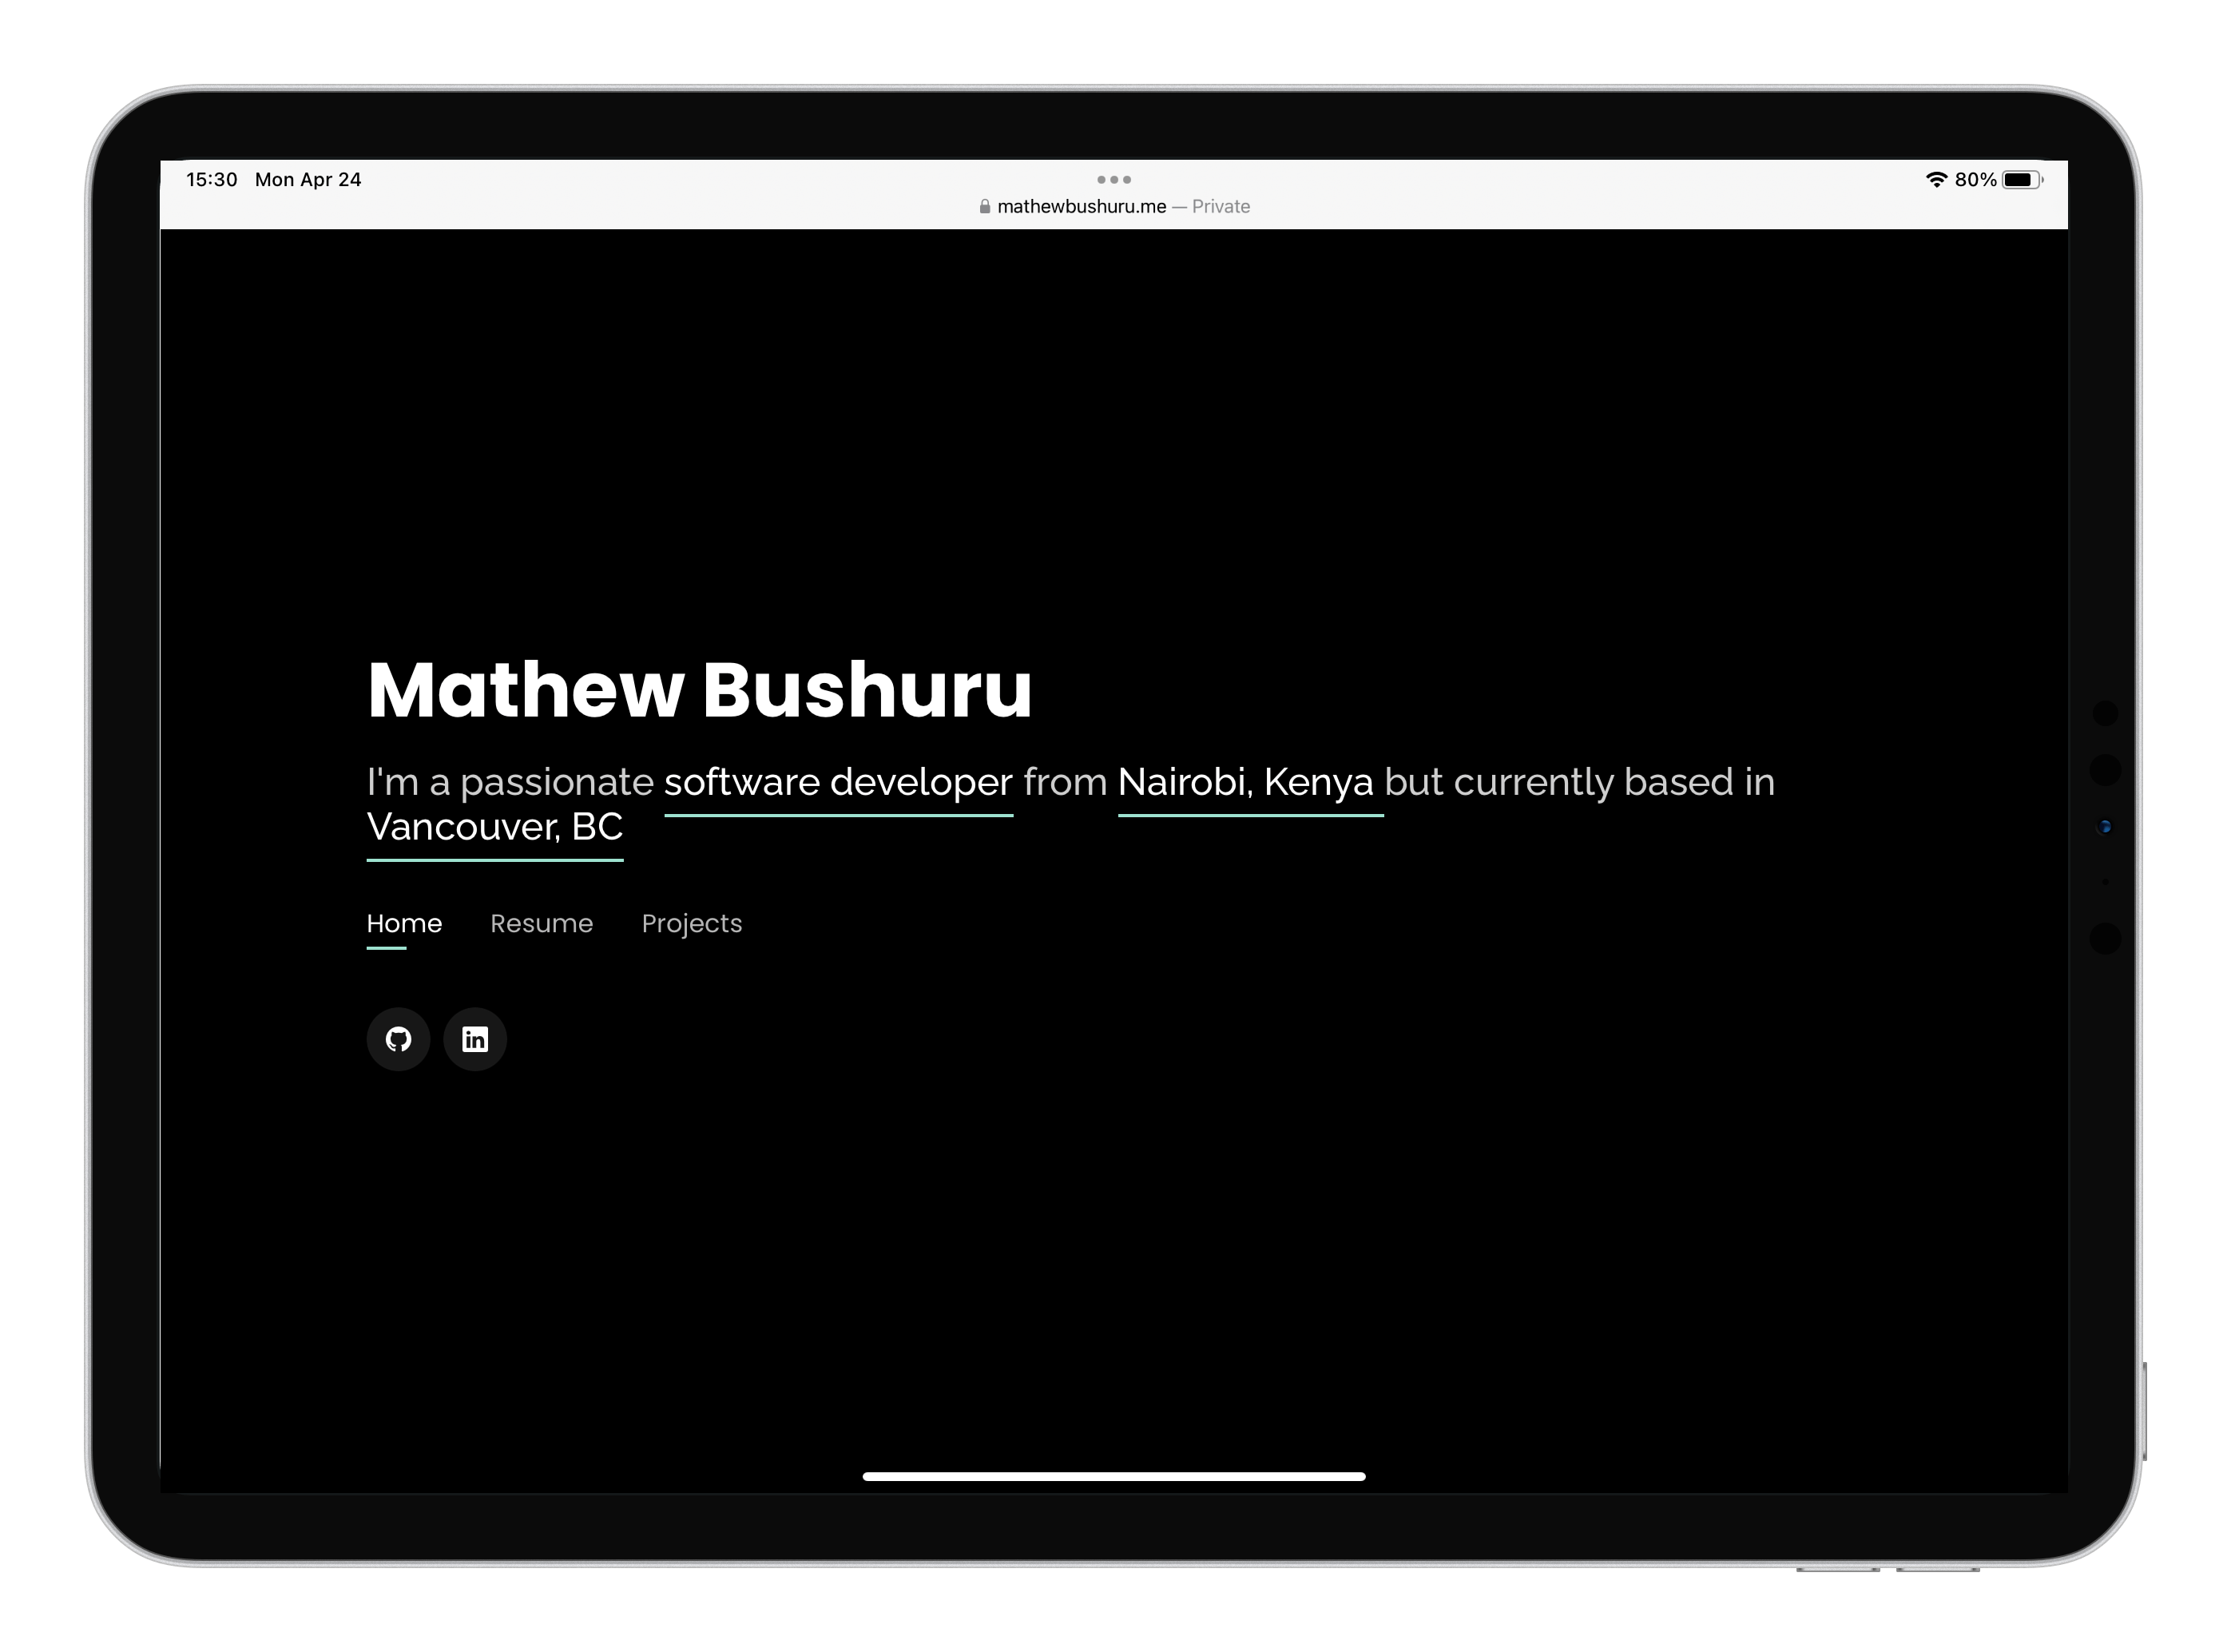 15:30 Mon Apr 24
80%
mathewbushuru.me — Private
Mathew Bushuru
I'm a passionate software developer from Nairobi, Kenya but currently based in
Vancouver, BC
Home Resume Projects
in